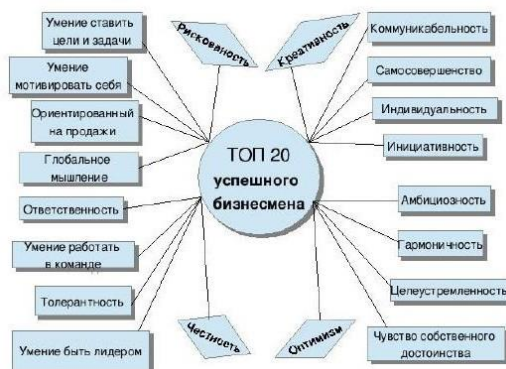 Умение ставить
цели и задачи
Рискованость
Креативность
Коммуникабельность
Умение
мотивировать себя
Самосовершенство
Ориентированный
на продажи
Индивидуальность
Глобальное
мышление
ТОП 20
успешного
бизнесмена
Инициативность
Ответственность
Амбициозность
Умение работать
в команде
Гармоничность
Толерантность
Целеустремленность
Умение быть лидером
Честность
Оптимизм
Чувство собственного
достоинства